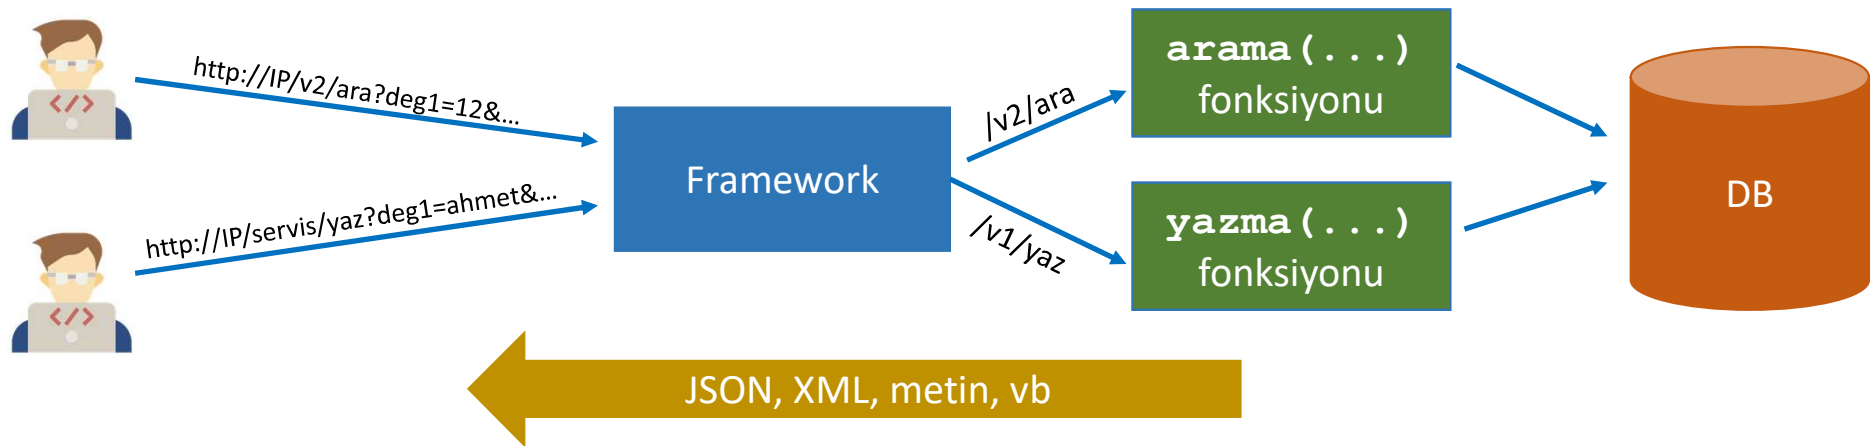 http://IP/v2/ara?deg1=12&...
http://IP/servis/yaz?deg1=ahmet&...
Framework
/v2/ara
/v1/yaz
arama(...)
fonksiyonu
yazma(...)
fonksiyonu
DB
JSON, XML, metin, vb
</>
</>